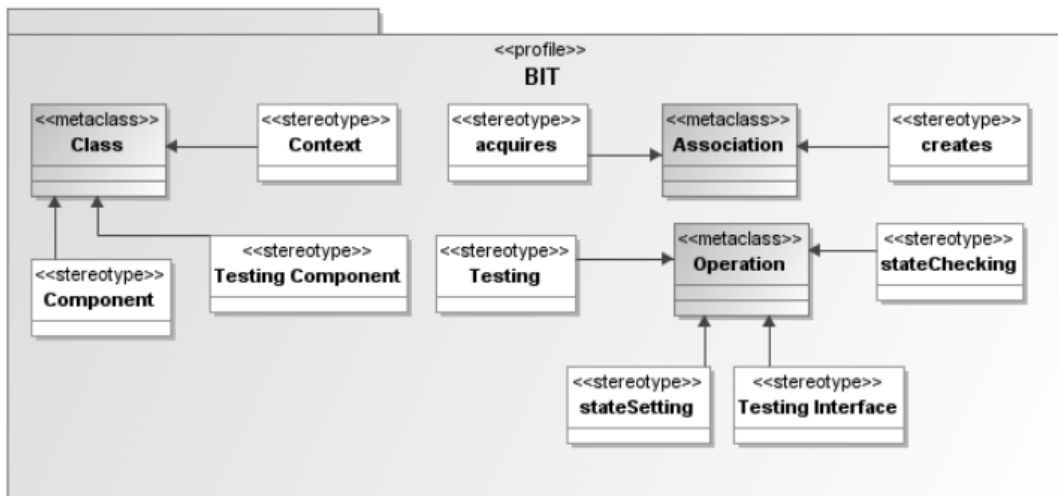 <<profile>>
BIT
<<metaclass>>
Class
<<stereotype>>
Context
<<stereotype>>
acquires
<<metaclass>>
Association
<<stereotype>>
creates
<<stereotype>>
Component
<<stereotype>>
Testing Component
<<stereotype>>
Testing
<<metaclass>>
Operation
<<stereotype>>
stateChecking
<<stereotype>>
stateSetting
<<stereotype>>
Testing Interface